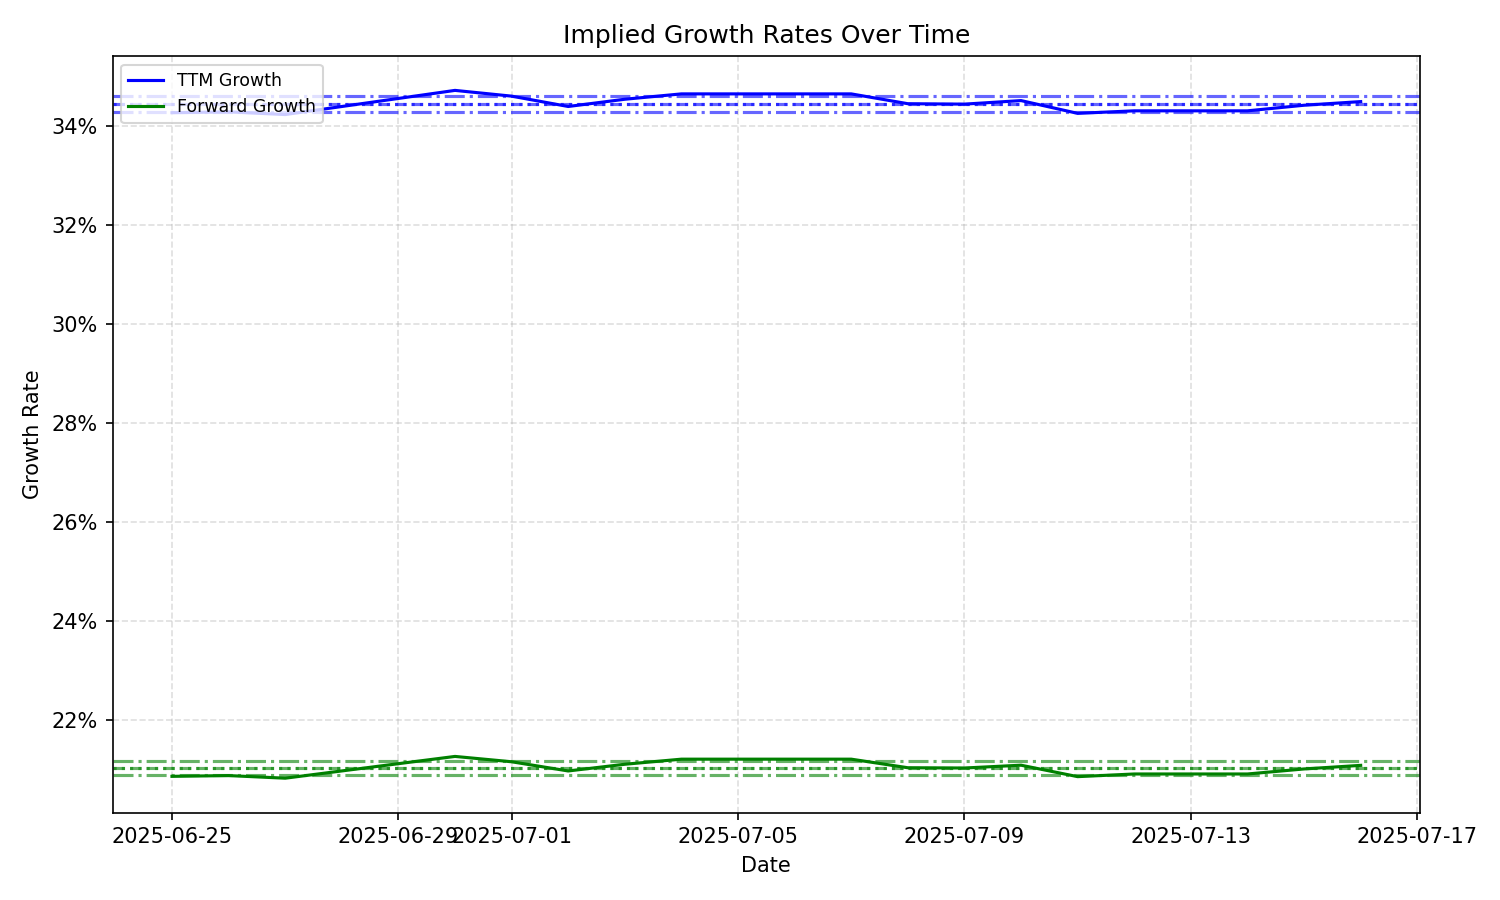 Implied Growth Rates Over Time
TTM Growth
Forward Growth
34%
32%
30%
28%
26%
24%
22%
Growth Rate
2025-06-25
2025-06-29
2025-07-01
2025-07-05
2025-07-09
2025-07-13
2025-07-17
Date